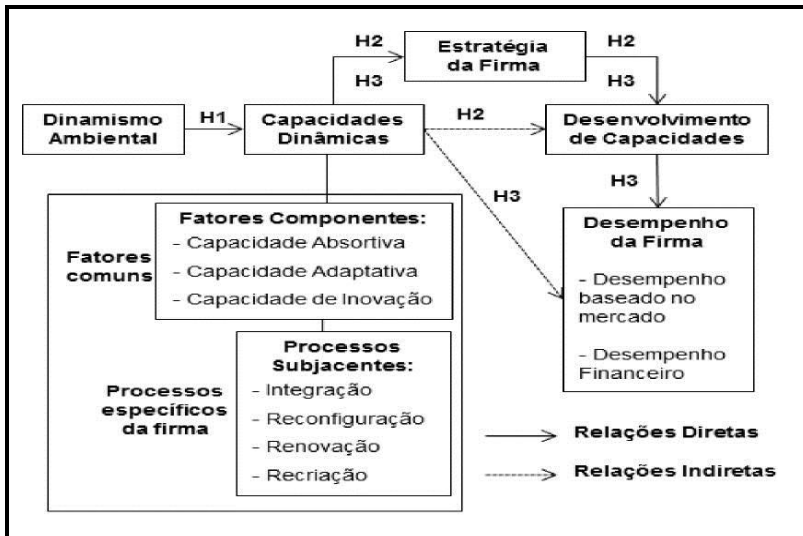 H2
Estratégia
da Firma
H2
H3
H3
Dinamismo
Ambiental
H1
Capacidades
Dinâmicas
H2
Desenvolvimento
de Capacidades
H3
H3
Fatores
comuns
Fatores Componentes:
- Capacidade Absortiva
- Capacidade Adaptativa
- Capacidade de Inovação
Desempenho
da Firma
- Desempenho
baseado no
mercado
- Desempenho
Financeiro
Processos
específicos
da firma
Processos
Subjacentes:
- Integração
- Reconfiguração
- Renovação
- Recriação
Relações Diretas
Relações Indiretas